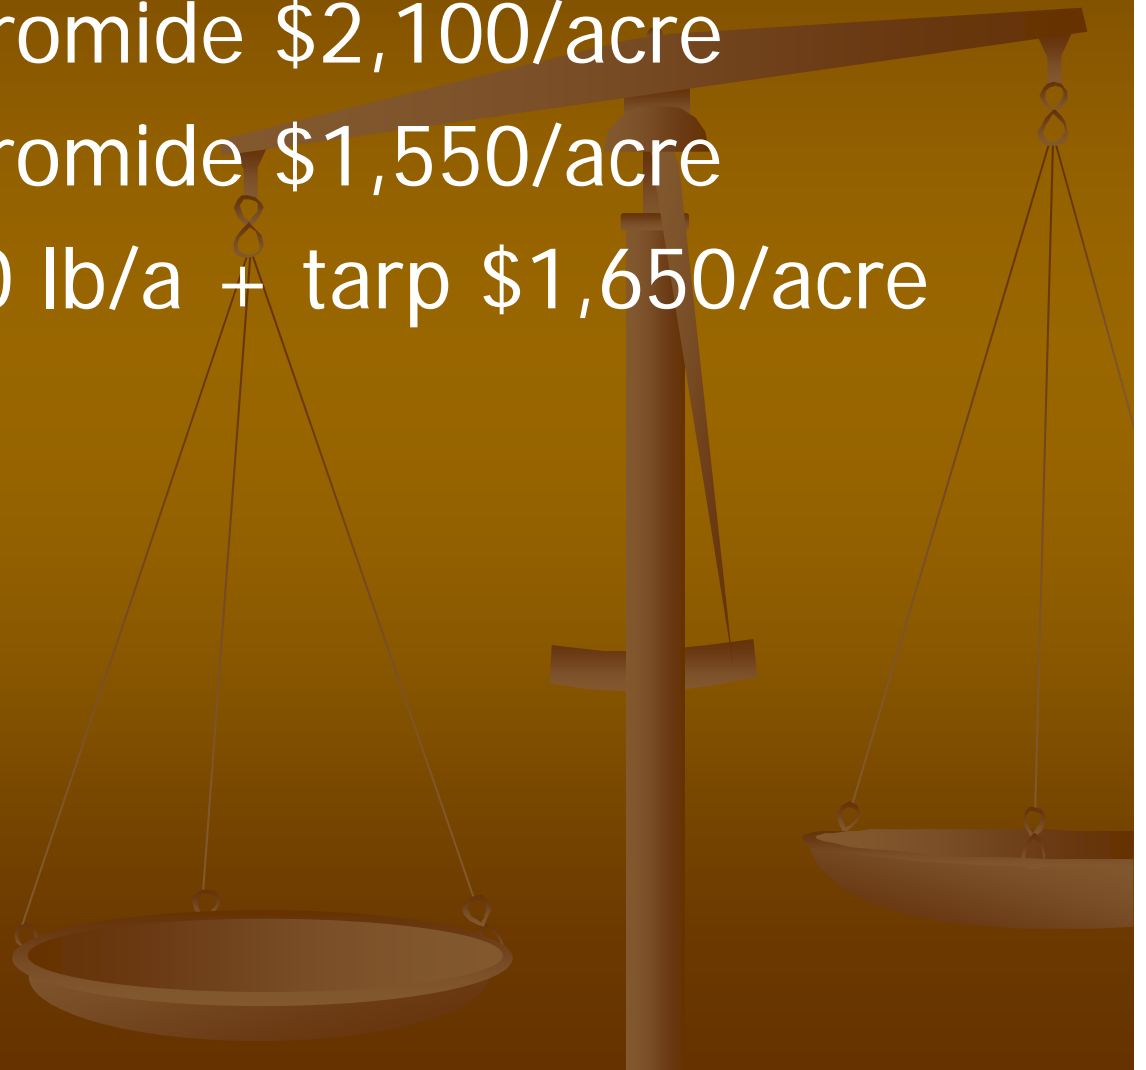 romide $2,100/acre
romide $1,550/acre
0 lb/a + tarp $1,650/acre